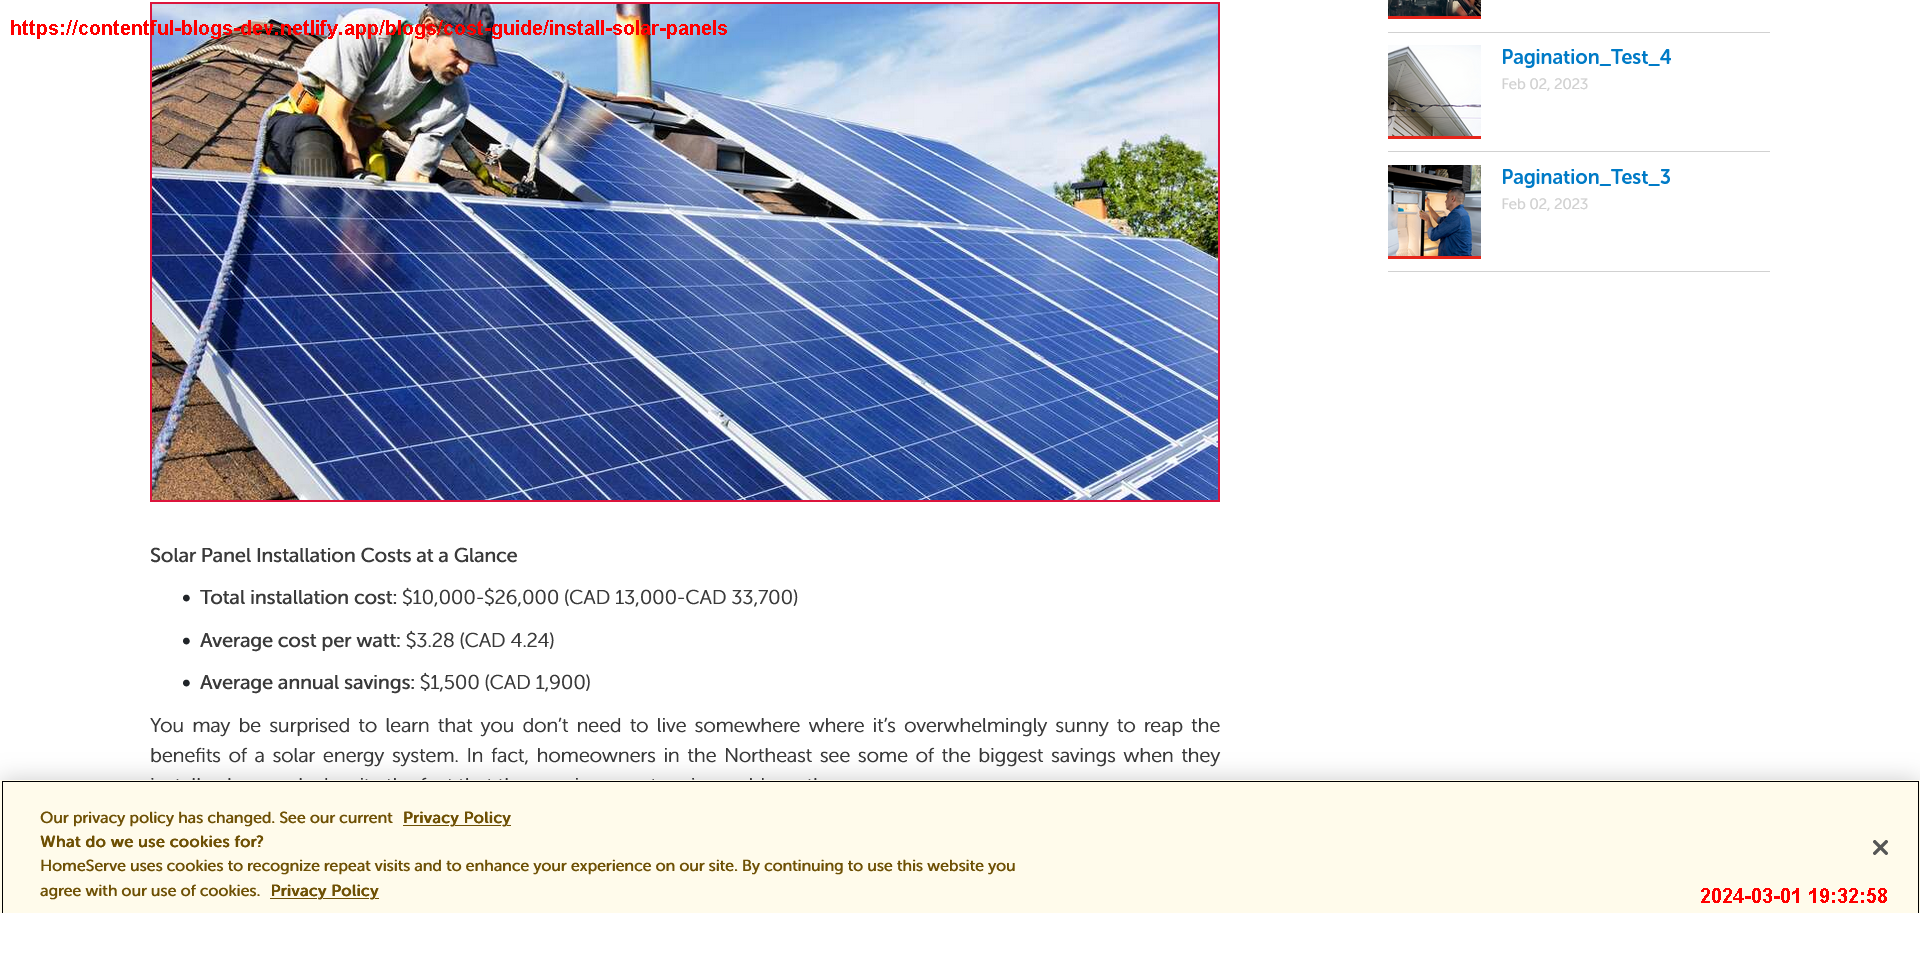 https://contentful-blogs-dev.netlify.app/blogs/cost-guide/install-solar-panels
Pagination_Test_4
Feb 02, 2023
Pagination_Test_3
Feb 02, 2023
Solar Panel Installation Costs at a Glance
• Total installation cost: $10,000-$26,000 (CAD 13,000-CAD 33,700)
• Average cost per watt: $3.28 (CAD 4.24)
• Average annual savings: $1,500 (CAD 1,900)
You may be surprised to learn that you don’t need to live somewhere where it’s overwhelmingly sunny to reap the
benefits of a solar energy system. In fact, homeowners in the Northeast see some of the biggest savings when they
Our privacy policy has changed. See our current Privacy Policy
What do we use cookies for?
HomeServe uses cookies to recognize repeat visits and to enhance your experience on our site. By continuing to use this website you
agree with our use of cookies. Privacy Policy
2024-03-01 19:32:58